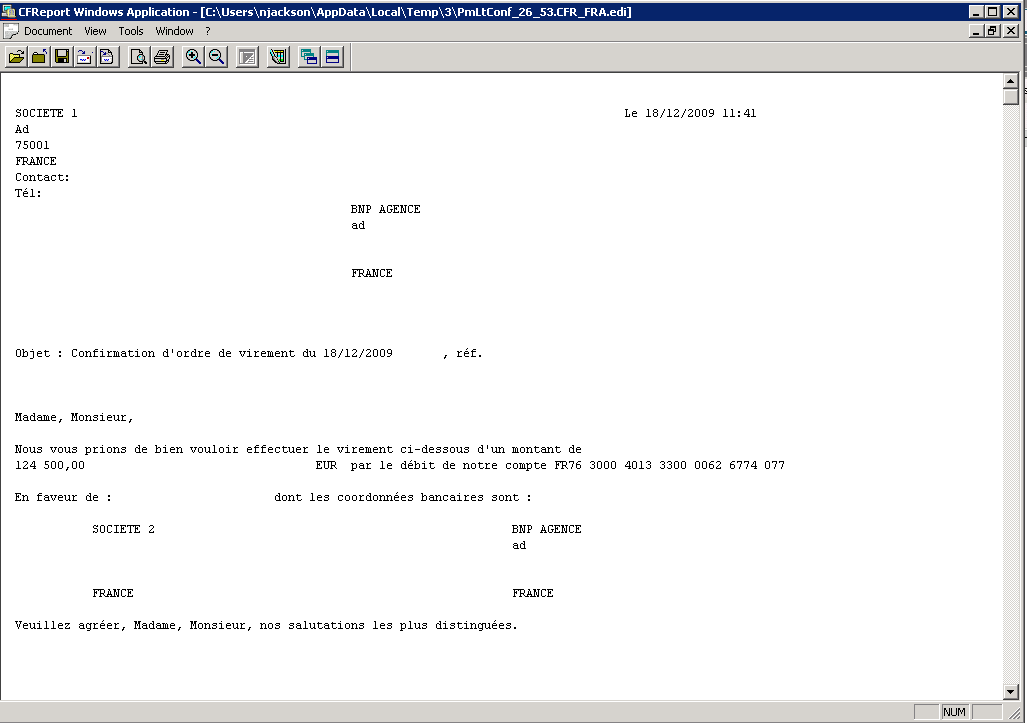 CFReport Windows Application - [C:\Users\njackson\AppData\Local\Temp\3\PmLtConf_26_53.CFR_FRA.edi]
Document View Tools Window ?
SOCIETE 1 Le 18/12/2009 11:41
Ad
75001
FRANCE
Contact:
Tél:
BNP AGENCE
ad
FRANCE
Objet : Confirmation d'ordre de virement du 18/12/2009 , réf.
Madame, Monsieur,
Nous vous prions de bien vouloir effectuer le virement ci-dessous d'un montant de
124 500,00 EUR par le débit de notre compte FR76 3000 4013 3300 0062 6774 077
En faveur de : dont les coordonnées bancaires sont :
SOCIETE 2 BNP AGENCE
ad
FRANCE FRANCE
Veuillez agréer, Madame, Monsieur, nos salutations les plus distinguées.
NUM